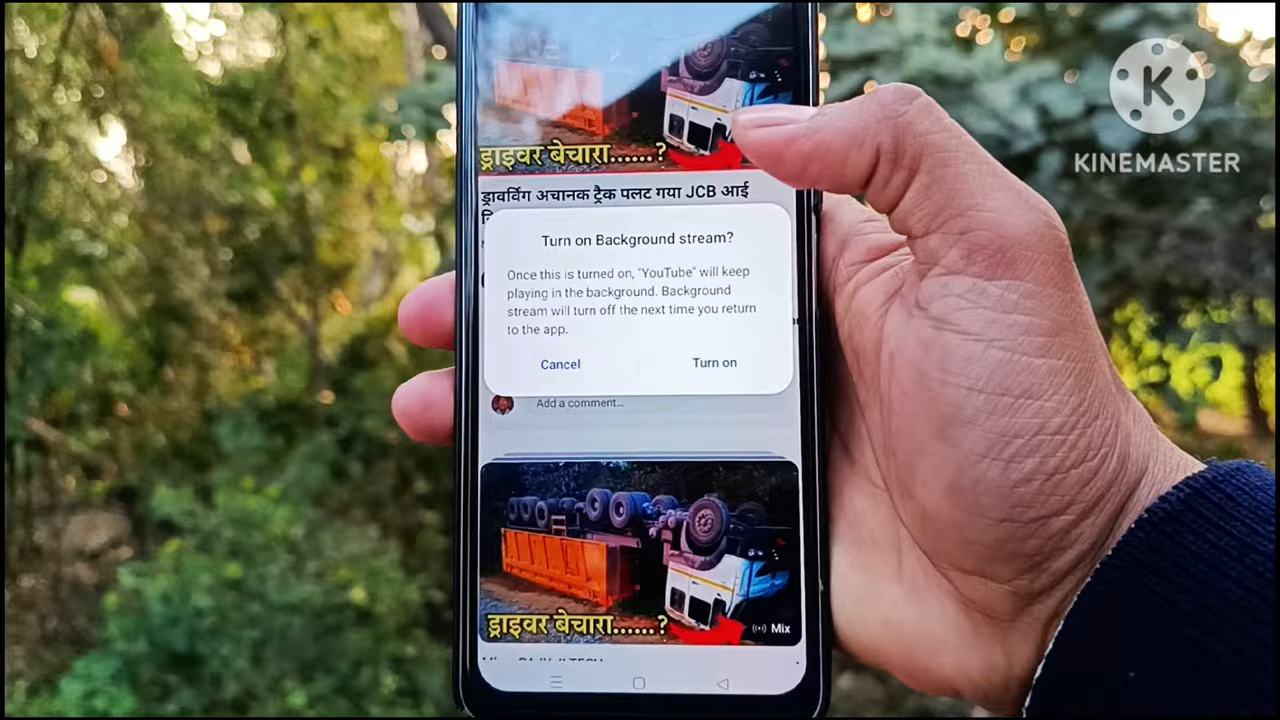 K
KINEMASTER
ड्राइवर बेचारा......?
ड्रावर्विग अचानक ट्रैक पलट गया JCB आई
Turn on Background stream?
Once this is turned on, "YouTube" will keep
playing in the background. Background
stream will turn off the next time you return
to the app.
Cancel Turn on
Add a comment...
ड्राइवर बेचारा......?
Mix